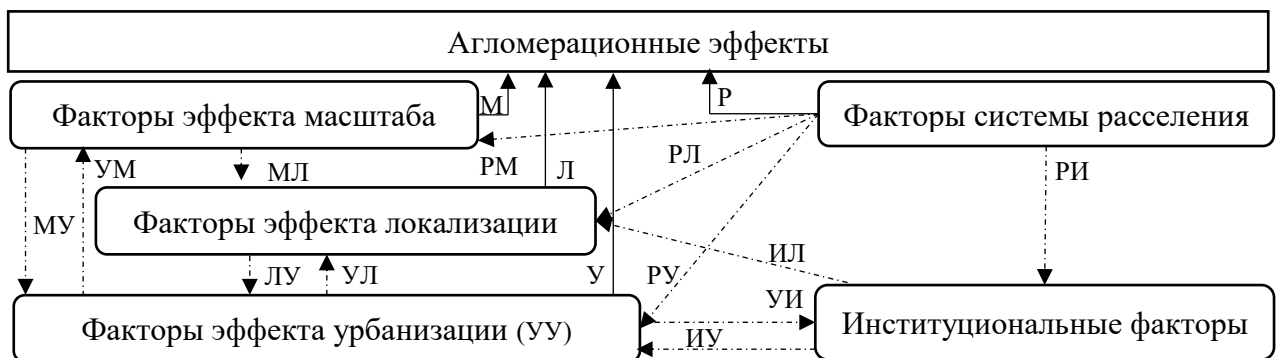 Агломерационные эффекты
М
Р
Факторы эффекта масштаба
Факторы системы расселения
УМ
МЛ
РМ
Л
РЛ
РИ
МУ
Факторы эффекта локализации
ЛУ
УЛ
У
РУ
ИЛ
УИ
Факторы эффекта урбанизации (УУ)
ИУ
Институциональные факторы